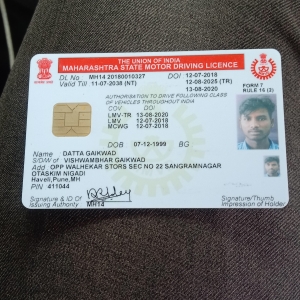 THE UNION OF INDIA
MAHARASHTRA STATE MOTOR DRIVING LICENCE
DL No MH14 20180010327 DOI 12-07-2018
Valid Till 11-07-2038 (NT) 12-08-2025 (TR)
13-08-2020
FORM 7
RULE 16 (2)
AUTHORISATION TO DRIVE FOLLOWING CLASS
OF VEHICLES THROUGHOUT INDIA
COV DOI
LMV-TR 13-08-2020
LMV 12-07-2018
MCWG 12-07-2018
DOB 07-12-1999 BG
Name DATTA GAIKWAD
S/D/W of VISHWAMBHAR GAIKWAD
Add OPP WALHEKAR STORS SEC NO 22 SANGRAMNAGAR
OTASKIM NIGADI
Haveli,Pune,MH
PIN 411044
Signature & ID of
Issuing Authority MH14
Signature/Thumb
Impression of Holder